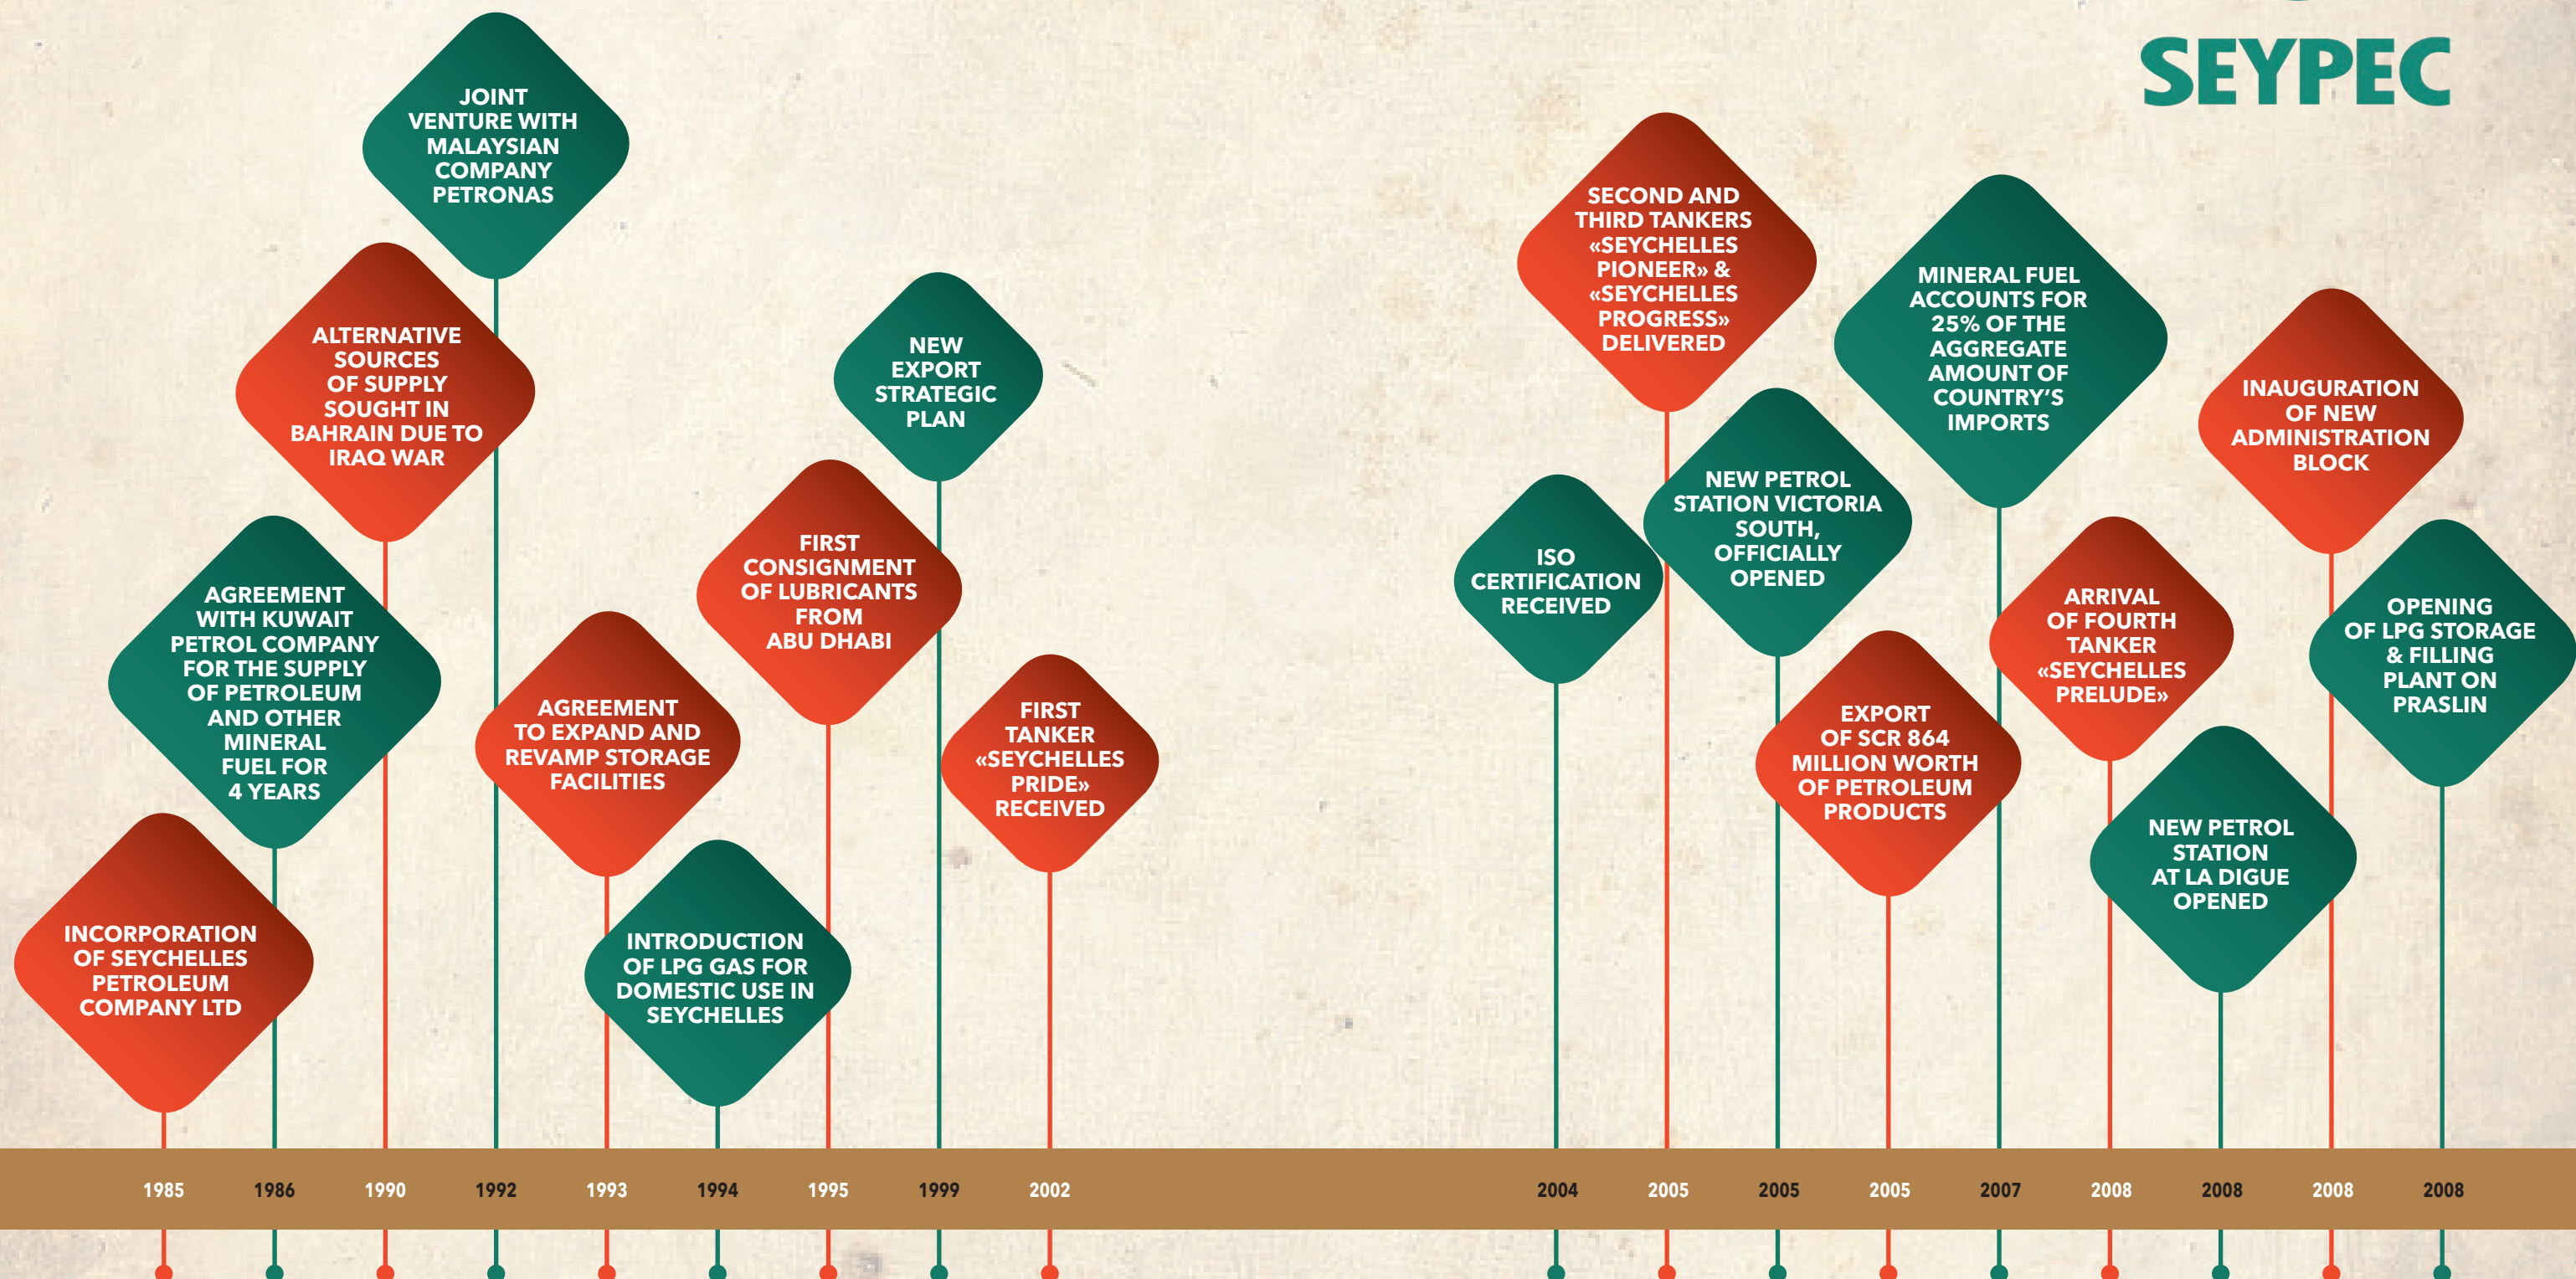 SEYPEC
INCORPORATION
OF SEYCHELLES
PETROLEUM
COMPANY LTD
AGREEMENT
WITH KUWAIT
PETROL COMPANY
FOR THE SUPPLY
OF PETROLEUM
AND OTHER
MINERAL
FUEL FOR
4 YEARS
ALTERNATIVE
SOURCES
OF SUPPLY
SOUGHT IN
BAHRAIN DUE TO
IRAQ WAR
JOINT
VENTURE WITH
MALAYSIAN
COMPANY
PETRONAS
AGREEMENT
TO EXPAND AND
REVAMP STORAGE
FACILITIES
INTRODUCTION
OF LPG GAS FOR
DOMESTIC USE IN
SEYCHELLES
FIRST
CONSIGNMENT
OF LUBRICANTS
FROM
ABU DHABI
NEW
EXPORT
STRATEGIC
PLAN
FIRST
TANKER
«SEYCHELLES
PRIDE»
RECEIVED
ISO
CERTIFICATION
RECEIVED
SECOND AND
THIRD TANKERS
«SEYCHELLES
PIONEER» &
«SEYCHELLES
PROGRESS»
DELIVERED
NEW PETROL
STATION VICTORIA
SOUTH,
OFFICIALLY
OPENED
EXPORT
OF SCR 864
MILLION WORTH
OF PETROLEUM
PRODUCTS
MINERAL FUEL
ACCOUNTS FOR
25% OF THE
AGGREGATE
AMOUNT OF
COUNTRY'S
IMPORTS
ARRIVAL
OF FOURTH
TANKER
«SEYCHELLES
PRELUDE»
NEW PETROL
STATION
AT LA DIGUE
OPENED
INAUGURATION
OF NEW
ADMINISTRATION
BLOCK
OPENING
OF LPG STORAGE
& FILLING
PLANT ON
PRASLIN
1985 1986 1990 1992 1993 1994 1995 1999 2002 2004 2005 2005 2005 2007 2008 2008 2008 2008